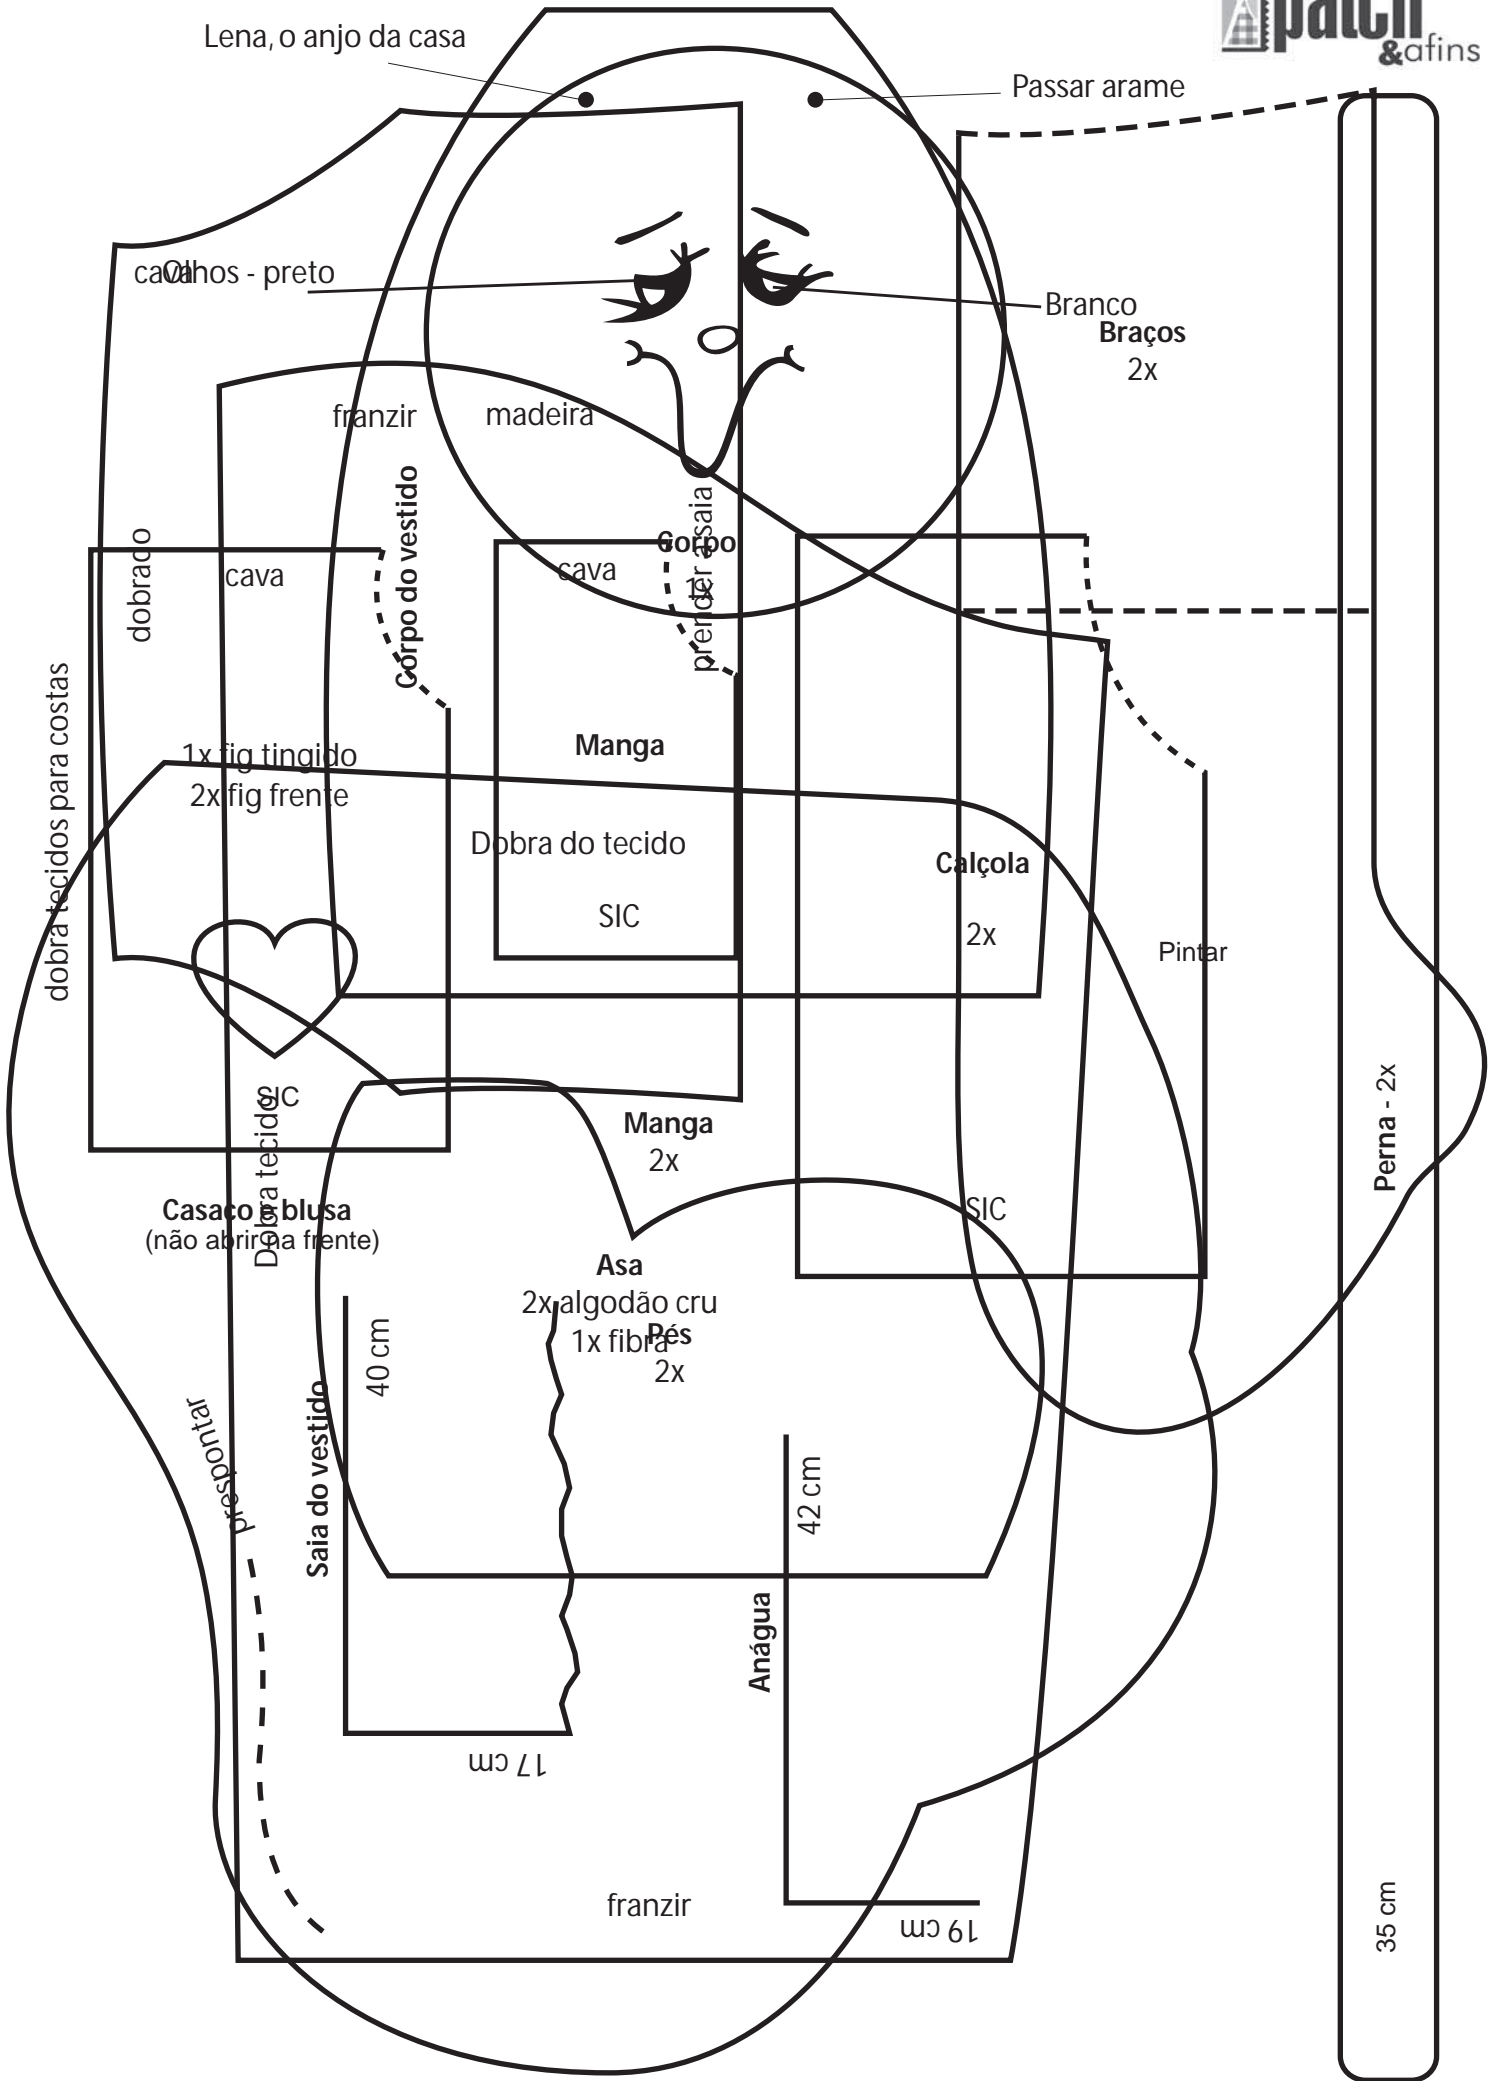 patch
&afins
Lena, o anjo da casa
Passar arame
cava
Olhos - preto
Branco
Braços
2x
franzir
madeira
Corpo do vestido
prender a saia
Corpo
1x
dobrado
cava
cava
dobra tecidos para costas
1x fig tingido
2x fig frente
Manga
Dobra do tecido
SIC
Calçola
2x
Pintar
SIC
Dobra tecido
Manga
2x
Perna - 2x
SIC
Casaco e blusa
(não abrir na frente)
Asa
2x algodão cru
1x fibra
Pés
2x
40 cm
Saia do vestido
prespontar
42 cm
Anágua
17 cm
franzir
19 cm
35 cm